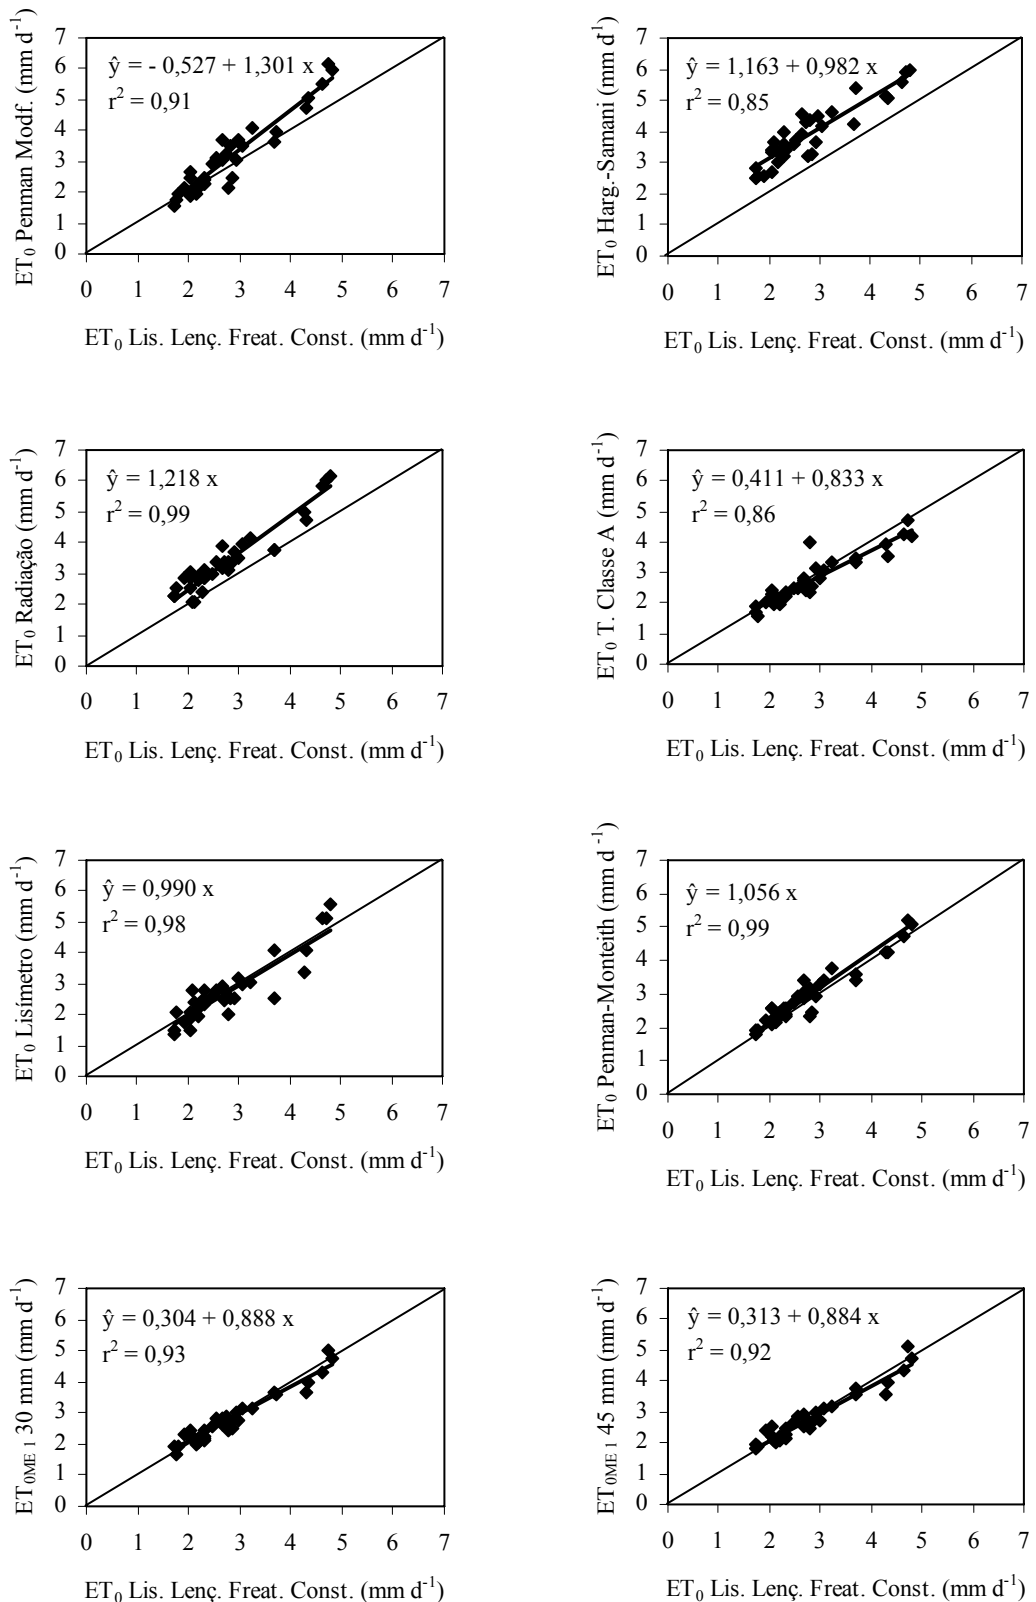 ET0 Penman Modf. (mm d-1)
7
6
5
4
3
2
1
0
ŷ = - 0,527 + 1,301 x
r2 = 0,91
0 1 2 3 4 5 6 7
ET0 Lis. Lenç. Freat. Const. (mm d-1)
ET0 Harg.-Samani (mm d-1)
7
6
5
4
3
2
1
0
ŷ = 1,163 + 0,982 x
r2 = 0,85
0 1 2 3 4 5 6 7
ET0 Lis. Lenç. Freat. Const. (mm d-1)
ET0 Radiação (mm d-1)
7
6
5
4
3
2
1
0
ŷ = 1,218 x
r2 = 0,99
0 1 2 3 4 5 6 7
ET0 Lis. Lenç. Freat. Const. (mm d-1)
ET0 T. Classe A (mm d-1)
7
6
5
4
3
2
1
0
ŷ = 0,411 + 0,833 x
r2 = 0,86
0 1 2 3 4 5 6 7
ET0 Lis. Lenç. Freat. Const. (mm d-1)
ET0 Lisímetro (mm d-1)
7
6
5
4
3
2
1
0
ŷ = 0,990 x
r2 = 0,98
0 1 2 3 4 5 6 7
ET0 Lis. Lenç. Freat. Const. (mm d-1)
ET0 Penman-Monteith (mm d-1)
7
6
5
4
3
2
1
0
ŷ = 1,056 x
r2 = 0,99
0 1 2 3 4 5 6 7
ET0 Lis. Lenç. Freat. Const. (mm d-1)
ET0ME 1 30 mm (mm d-1)
7
6
5
4
3
2
1
0
ŷ = 0,304 + 0,888 x
r2 = 0,93
0 1 2 3 4 5 6 7
ET0 Lis. Lenç. Freat. Const. (mm d-1)
ET0ME 1 45 mm (mm d-1)
7
6
5
4
3
2
1
0
ŷ = 0,313 + 0,884 x
r2 = 0,92
0 1 2 3 4 5 6 7
ET0 Lis. Lenç. Freat. Const. (mm d-1)